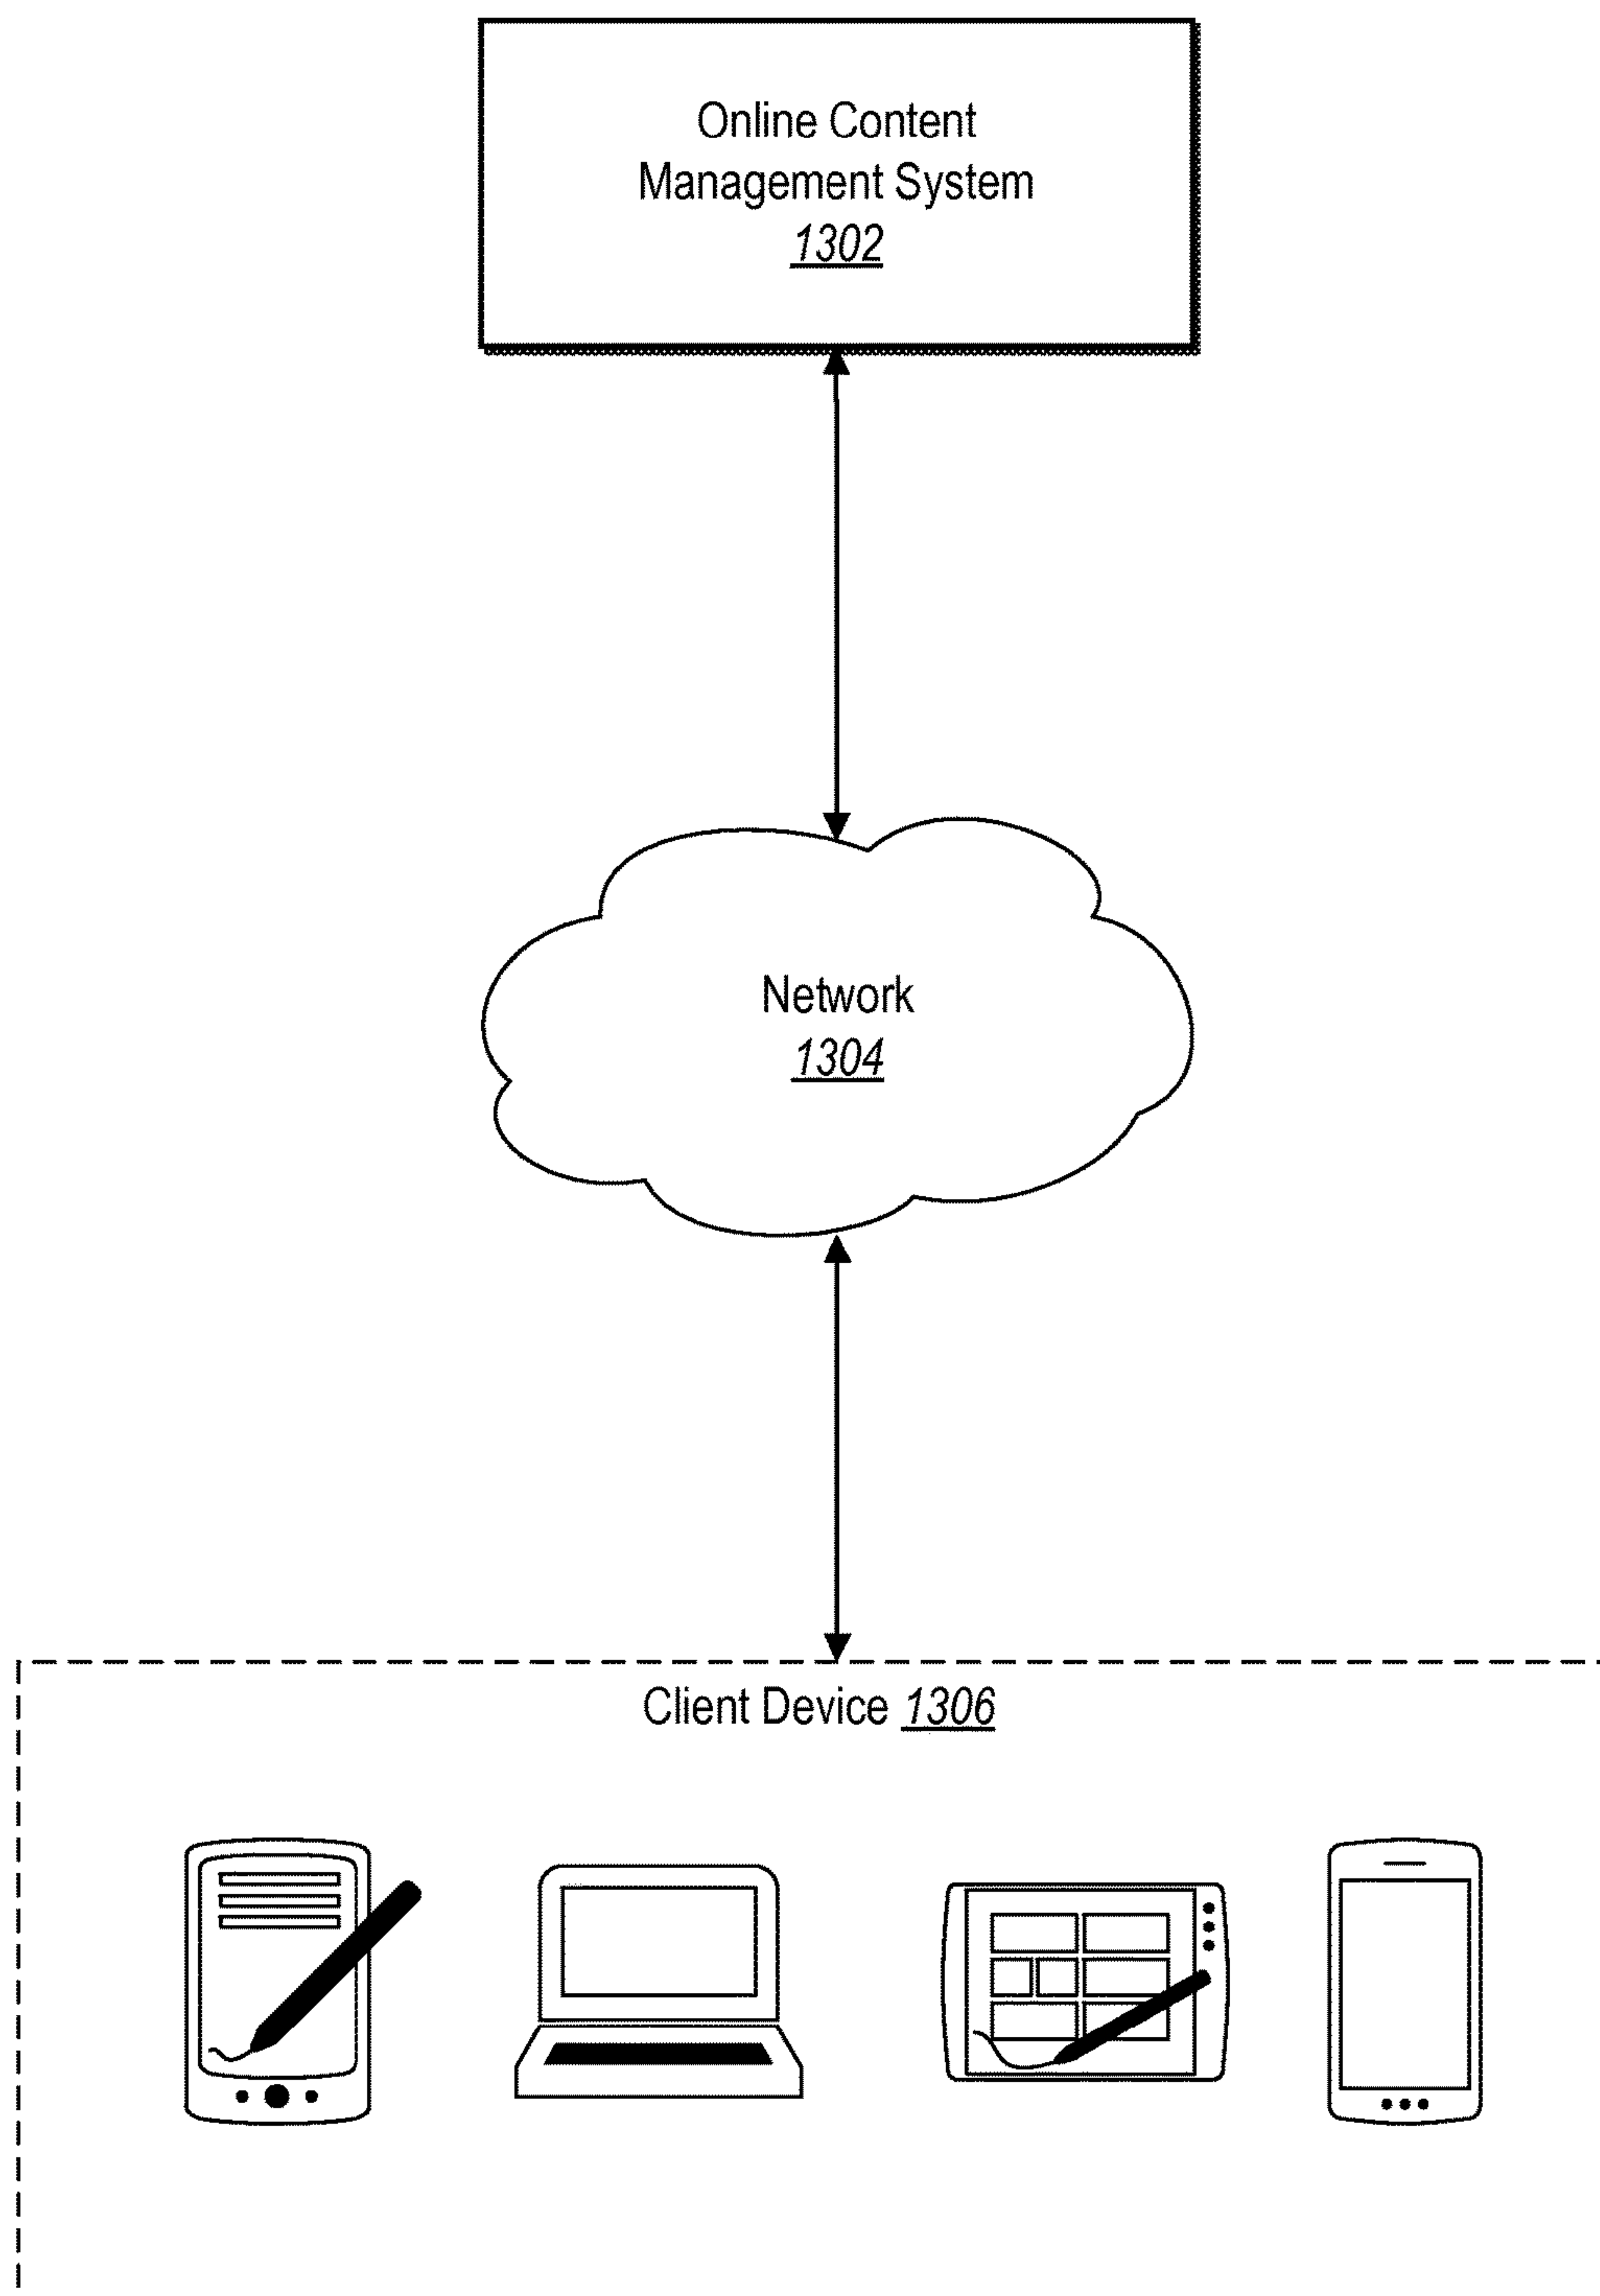 Online Content
Management System
1302
Network
1304
Client Device 1306